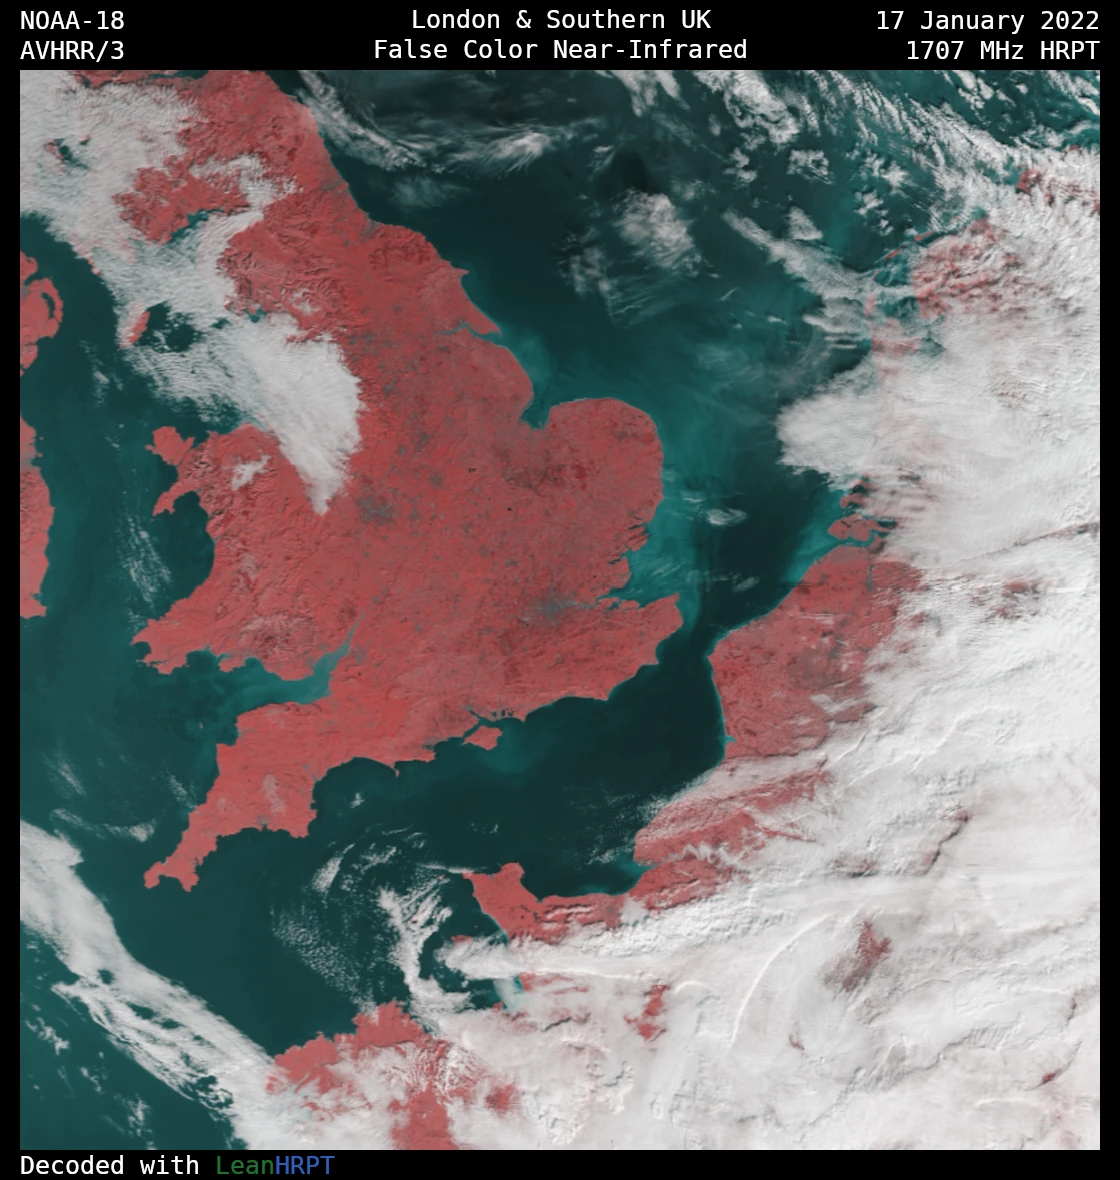 NOAA-18
AVHRR/3
London & Southern UK
False Color Near-Infrared
17 January 2022
1707 MHz HRPT
Decoded with LeanHRPT